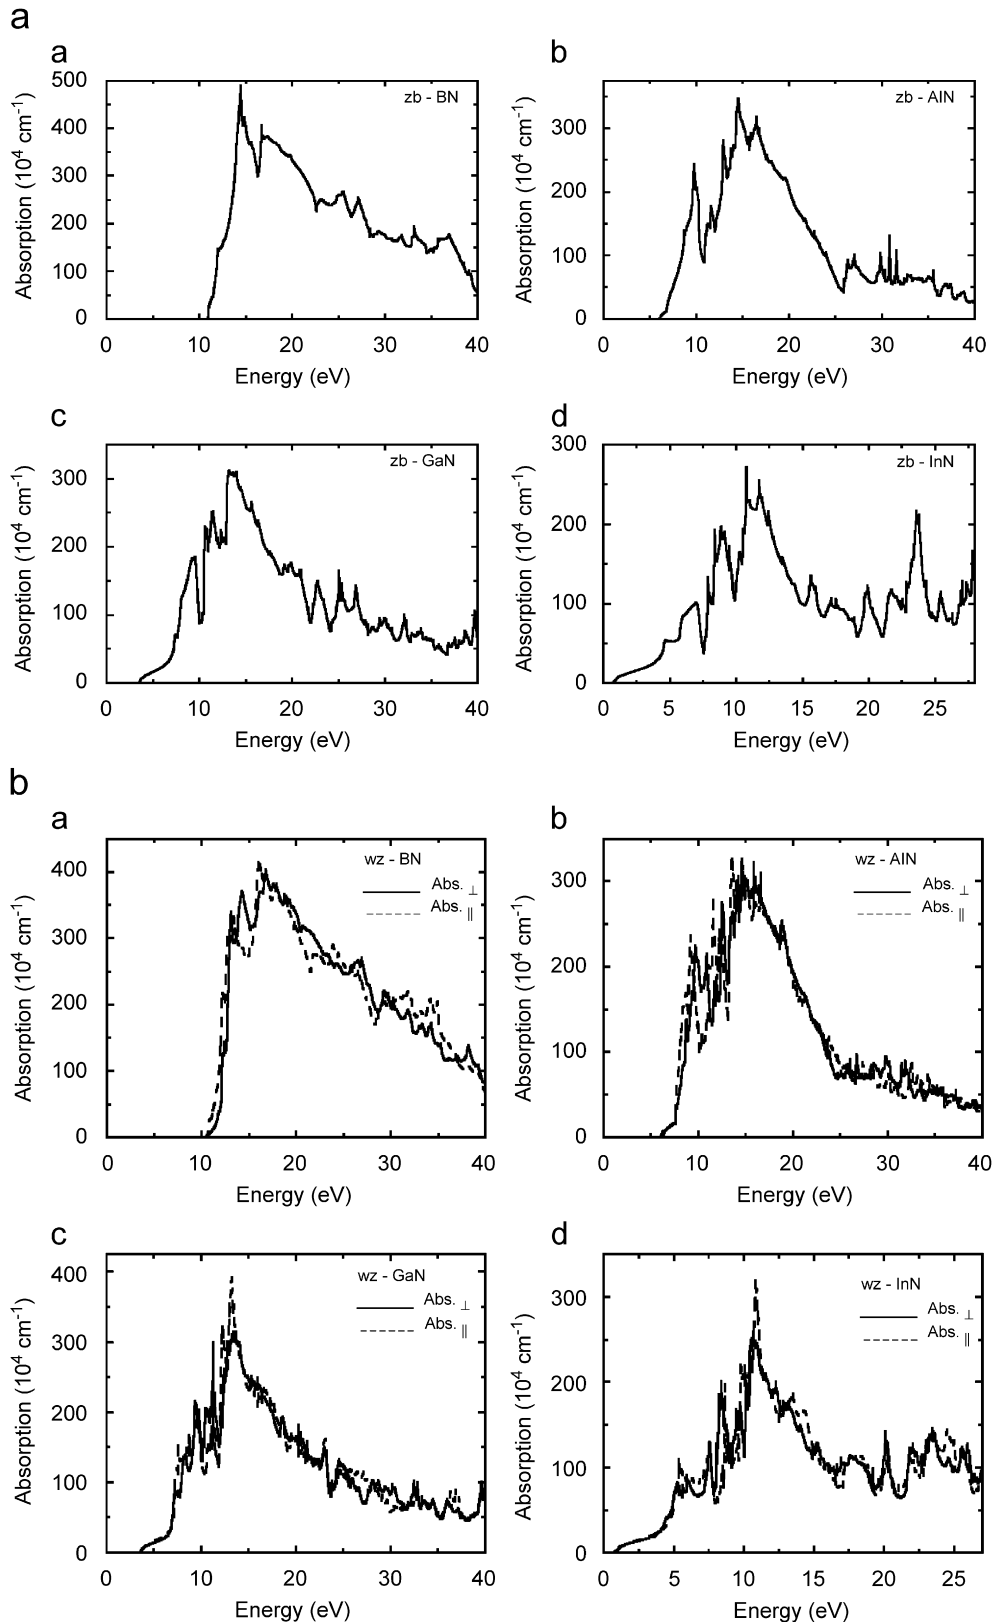 a
a
b
500
400
300
200
100
0
Absorption (10⁴ cm⁻¹)
zb - BN
0 10 20 30 40
Energy (eV)
300
200
100
0
Absorption (10⁴ cm⁻¹)
zb - AlN
0 10 20 30 40
Energy (eV)
c
d
300
200
100
0
Absorption (10⁴ cm⁻¹)
zb - GaN
0 10 20 30 40
Energy (eV)
300
200
100
0
Absorption (10⁴ cm⁻¹)
zb - InN
0 5 10 15 20 25
Energy (eV)
b
a
b
400
300
200
100
0
Absorption (10⁴ cm⁻¹)
wz - BN
Abs. ⊥
Abs. ∥
0 10 20 30 40
Energy (eV)
300
200
100
0
Absorption (10⁴ cm⁻¹)
wz - AlN
Abs. ⊥
Abs. ∥
0 10 20 30 40
Energy (eV)
c
d
400
300
200
100
0
Absorption (10⁴ cm⁻¹)
wz - GaN
Abs. ⊥
Abs. ∥
0 10 20 30 40
Energy (eV)
300
200
100
0
Absorption (10⁴ cm⁻¹)
wz - InN
Abs. ⊥
Abs. ∥
0 5 10 15 20 25
Energy (eV)